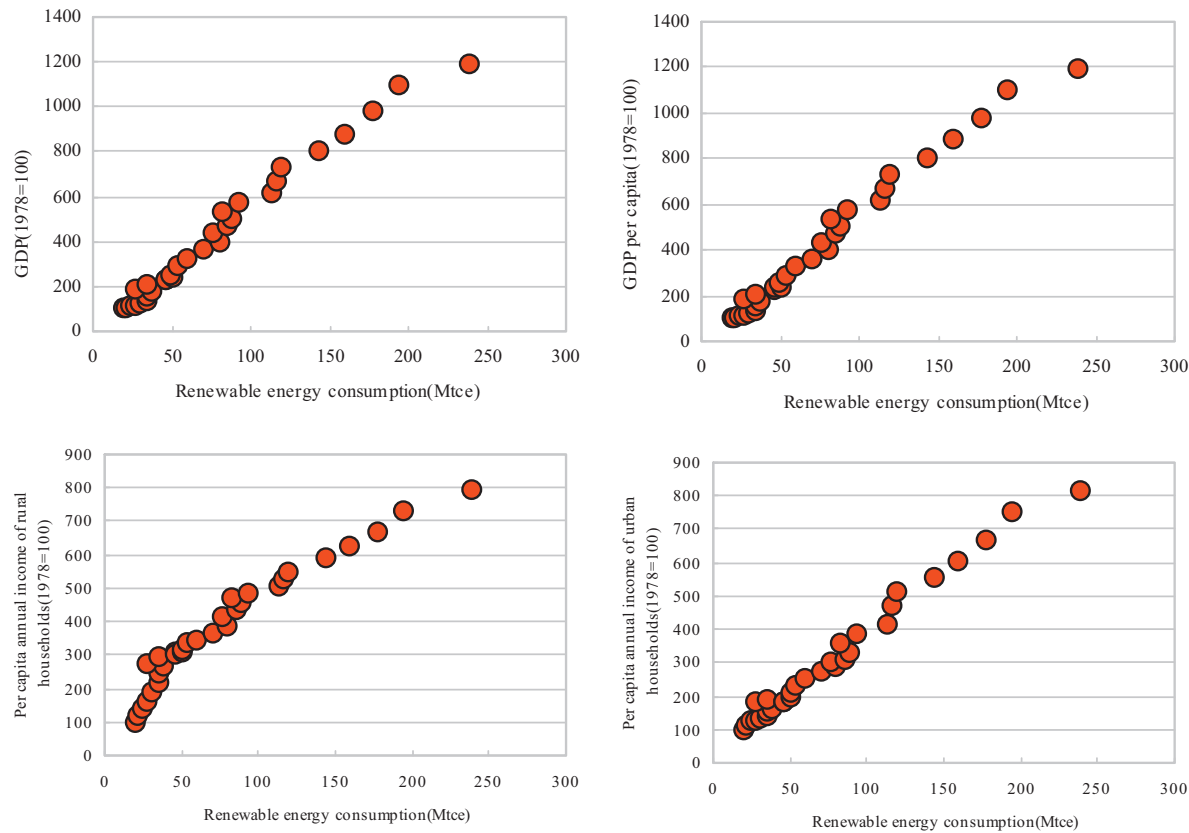 1400
1200
1000
800
600
400
200
0
GDP(1978=100)
0 50 100 150 200 250 300
Renewable energy consumption(Mtce)
1400
1200
1000
800
600
400
200
0
GDP per capita(1978=100)
0 50 100 150 200 250 300
Renewable energy consumption(Mtce)
900
800
700
600
500
400
300
200
100
0
Per capita annual income of rural
households(1978=100)
0 50 100 150 200 250 300
Renewable energy consumption(Mtce)
900
800
700
600
500
400
300
200
100
0
Per capita annual income of urban
households(1978=100)
0 50 100 150 200 250 300
Renewable energy consumption(Mtce)